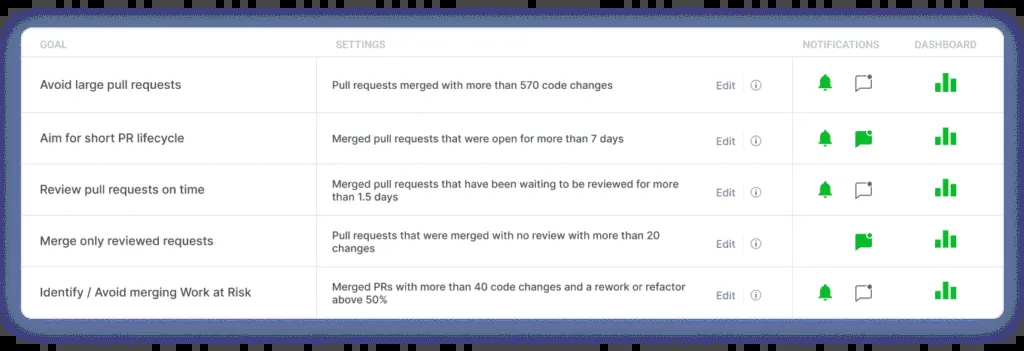 GOAL
SETTINGS
NOTIFICATIONS
DASHBOARD
Avoid large pull requests
Pull requests merged with more than 570 code changes
Edit
Aim for short PR lifecycle
Merged pull requests that were open for more than 7 days
Edit
Review pull requests on time
Merged pull requests that have been waiting to be reviewed for more
than 1.5 days
Edit
Merge only reviewed requests
Pull requests that were merged with no review with more than 20
changes
Edit
Identify / Avoid merging Work at Risk
Merged PRs with more than 40 code changes and a rework or refactor
above 50%
Edit